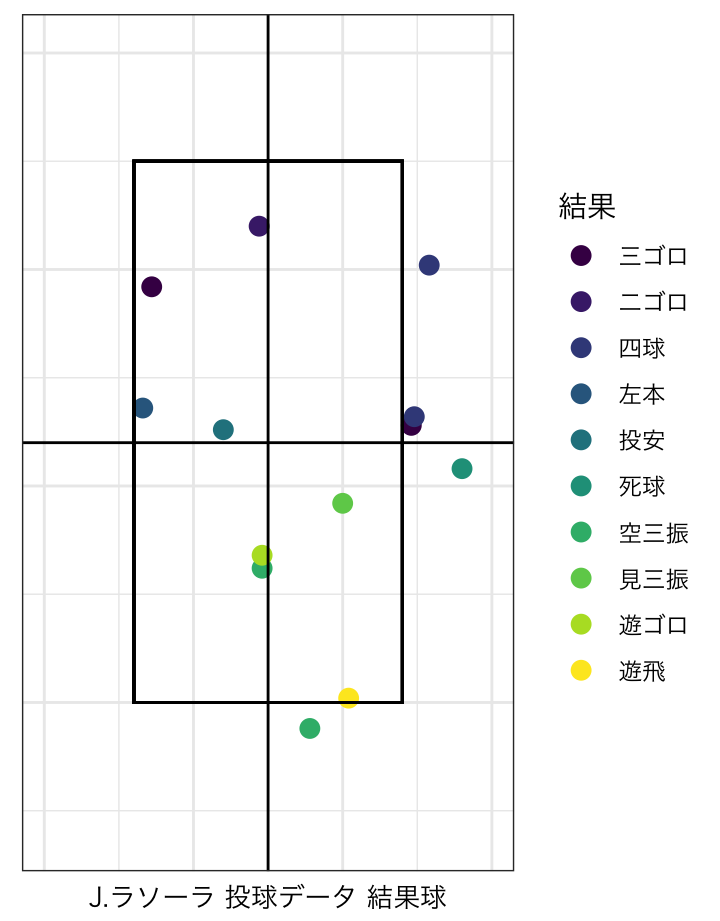 結果
三ゴロ
二ゴロ
四球
左本
投安
死球
空三振
見三振
遊ゴロ
遊飛
J.ラソーラ 投球データ 結果球